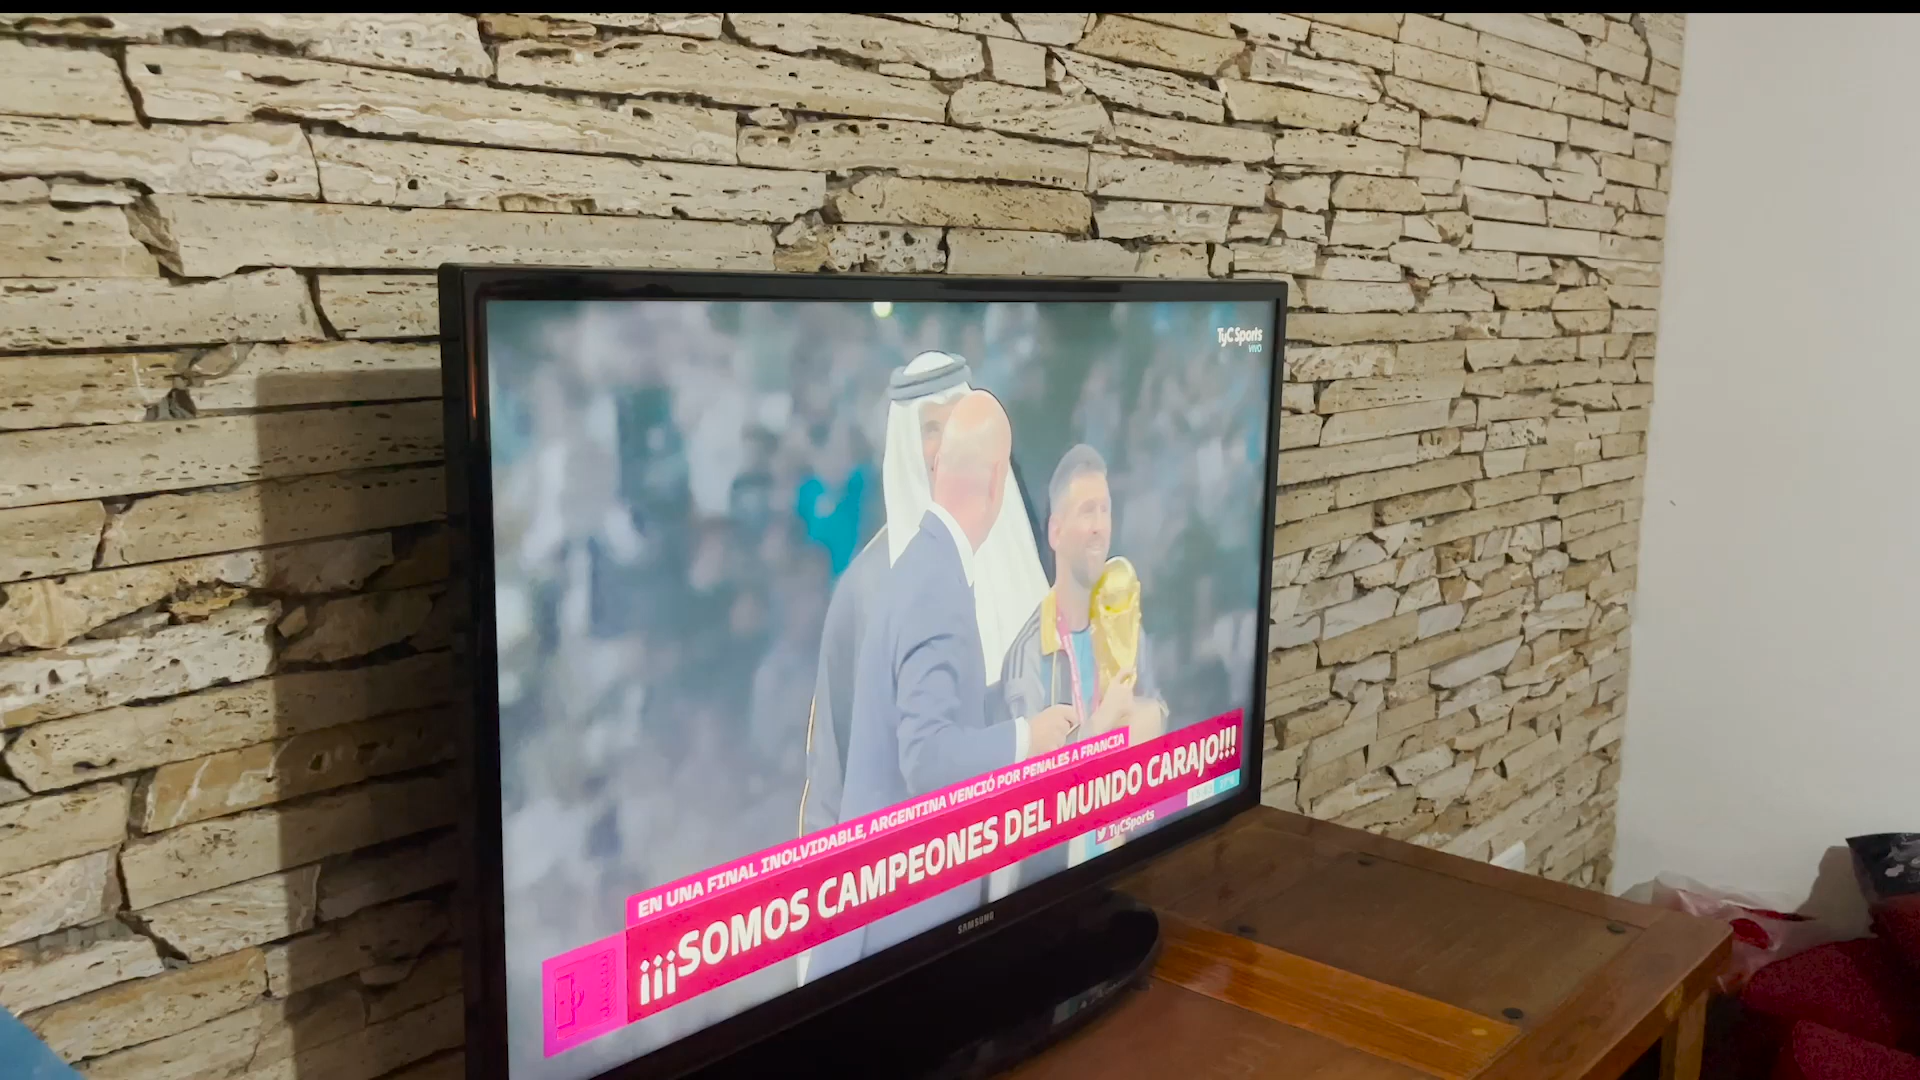 TyC Sports
VIVO
EN UNA FINAL INOLVIDABLE, ARGENTINA VENCIÓ POR PENALES A FRANCIA
¡¡¡SOMOS CAMPEONES DEL MUNDO CARAJO!!!
TyCSports
SAMSUNG